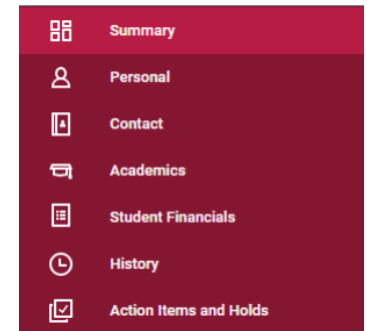 Summary
Personal
Contact
Academics
Student Financials
History
Action Items and Holds